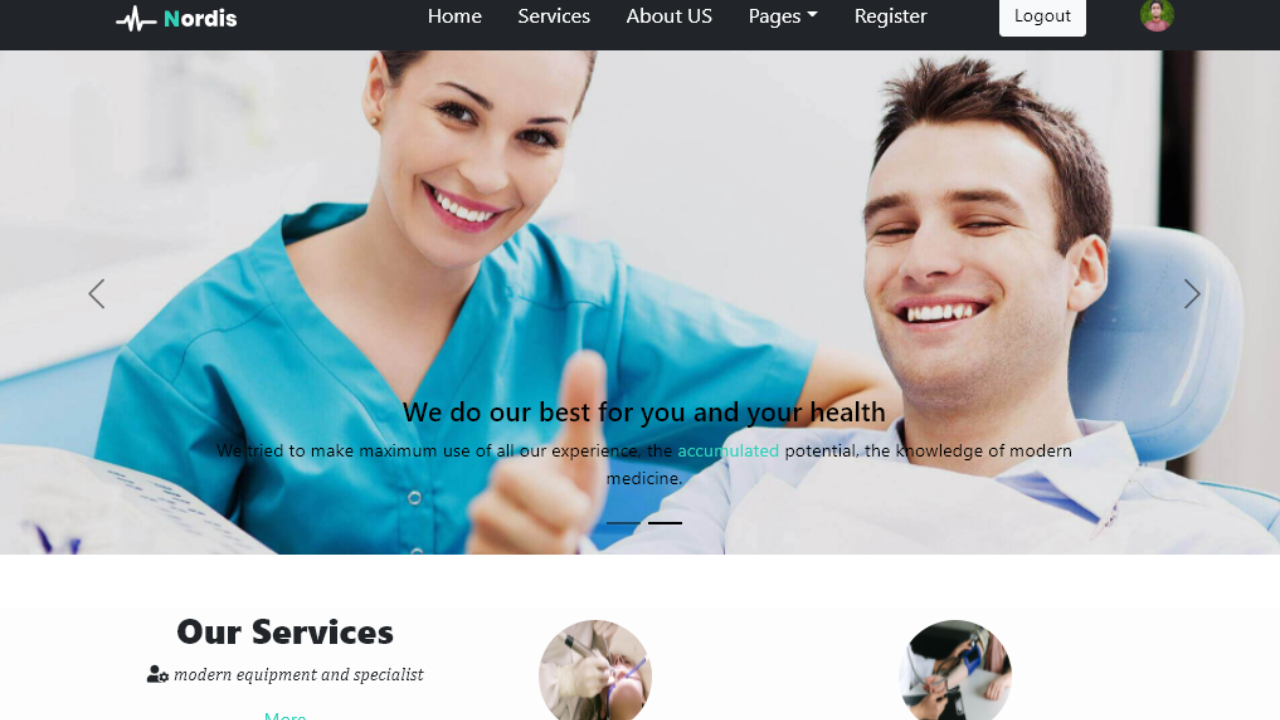 Nordis Home Services About US Pages Register Logout
We do our best for you and your health
We tried to make maximum use of all our experience, the accumulated potential, the knowledge of modern
medicine.
Our Services
modern equipment and specialist
More